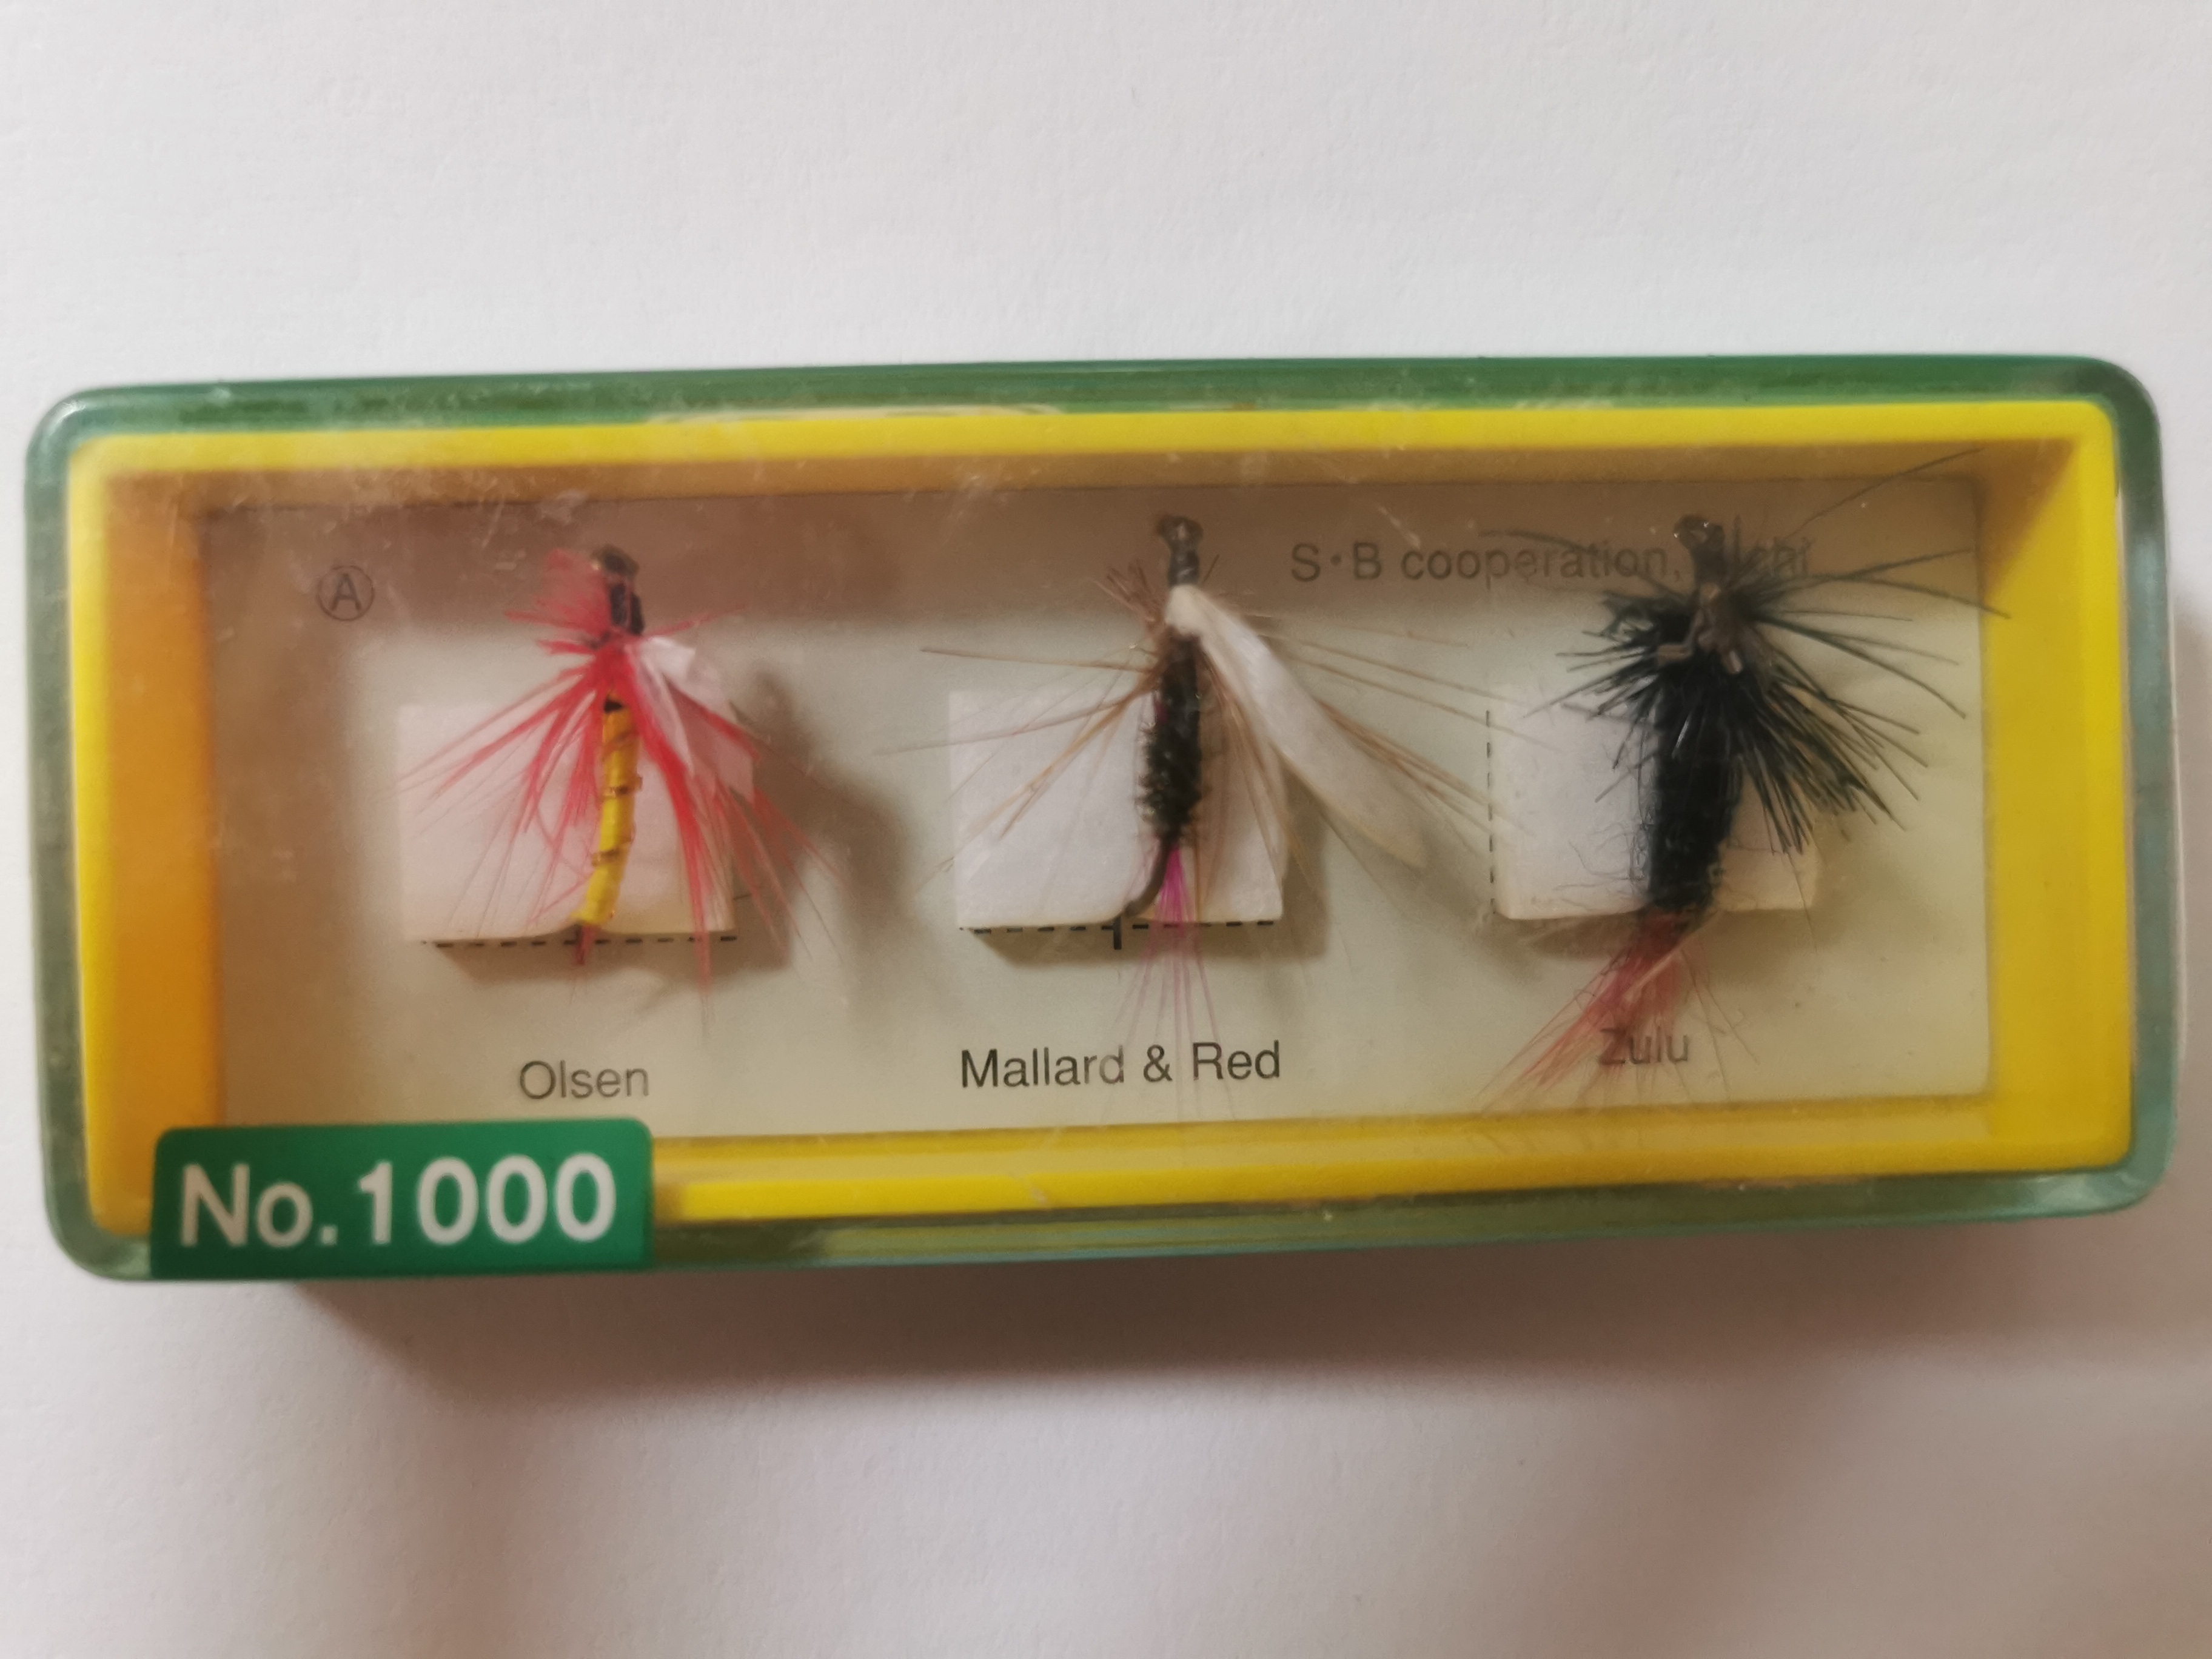 A
S·B cooperation,
Olsen
Mallard & Red
Zulu
No.1000